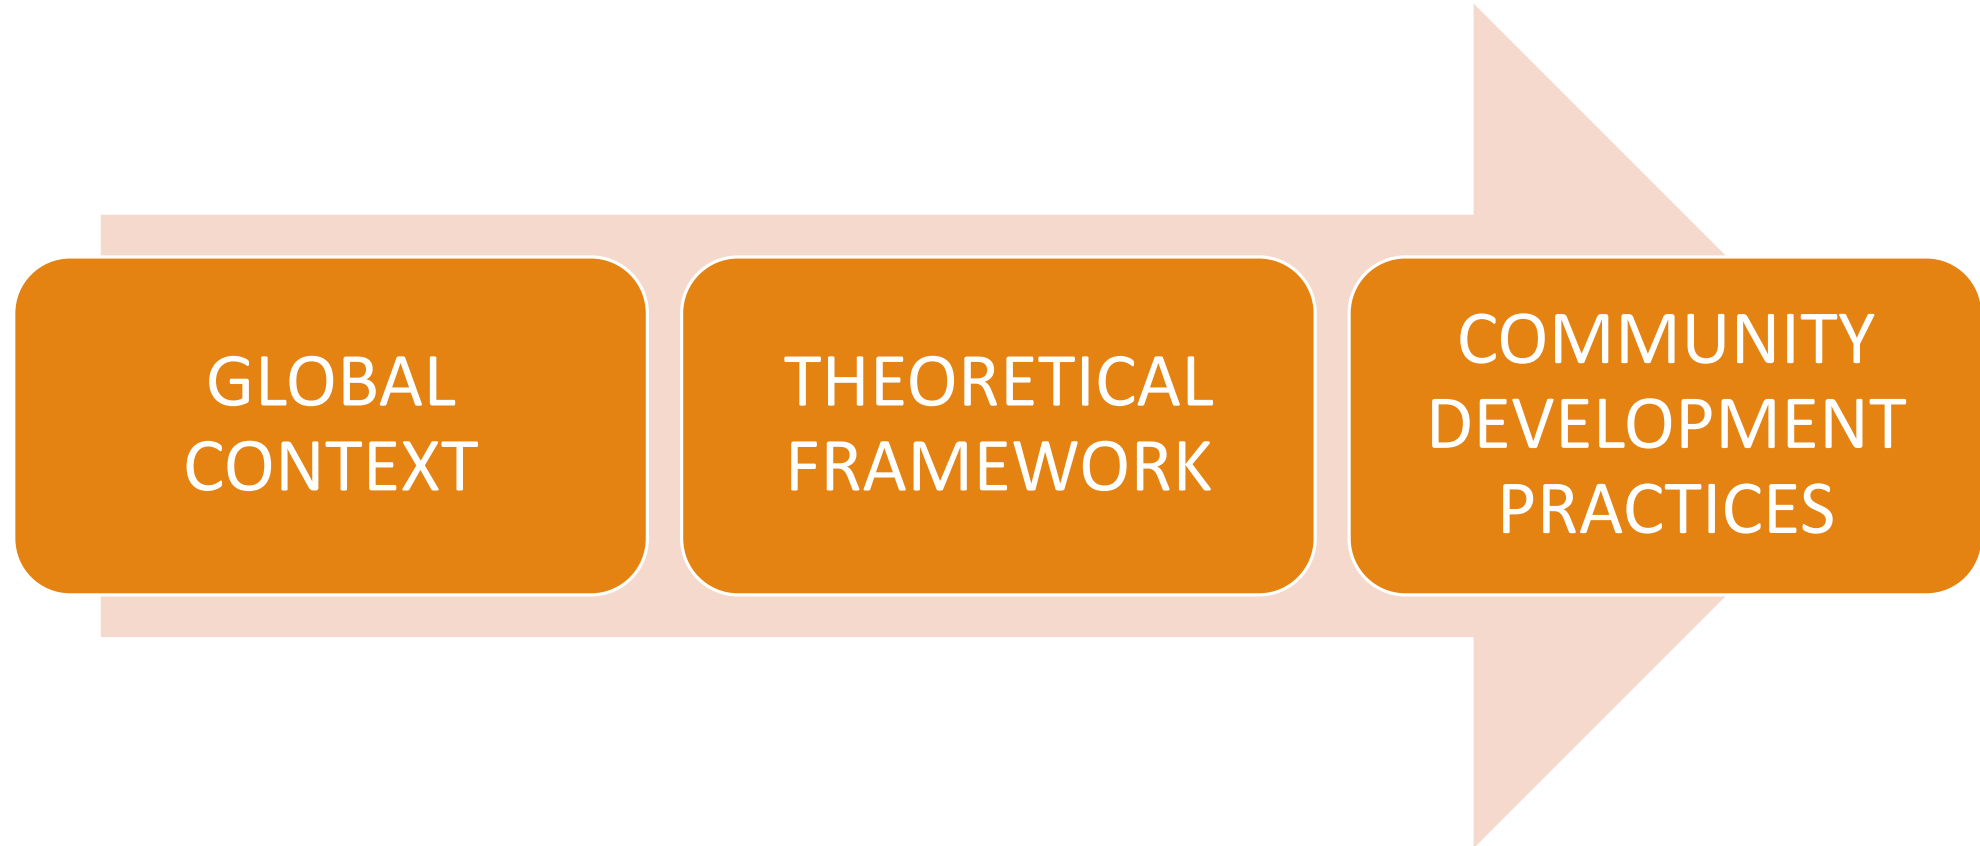 GLOBAL
CONTEXT
THEORETICAL
FRAMEWORK
COMMUNITY
DEVELOPMENT
PRACTICES